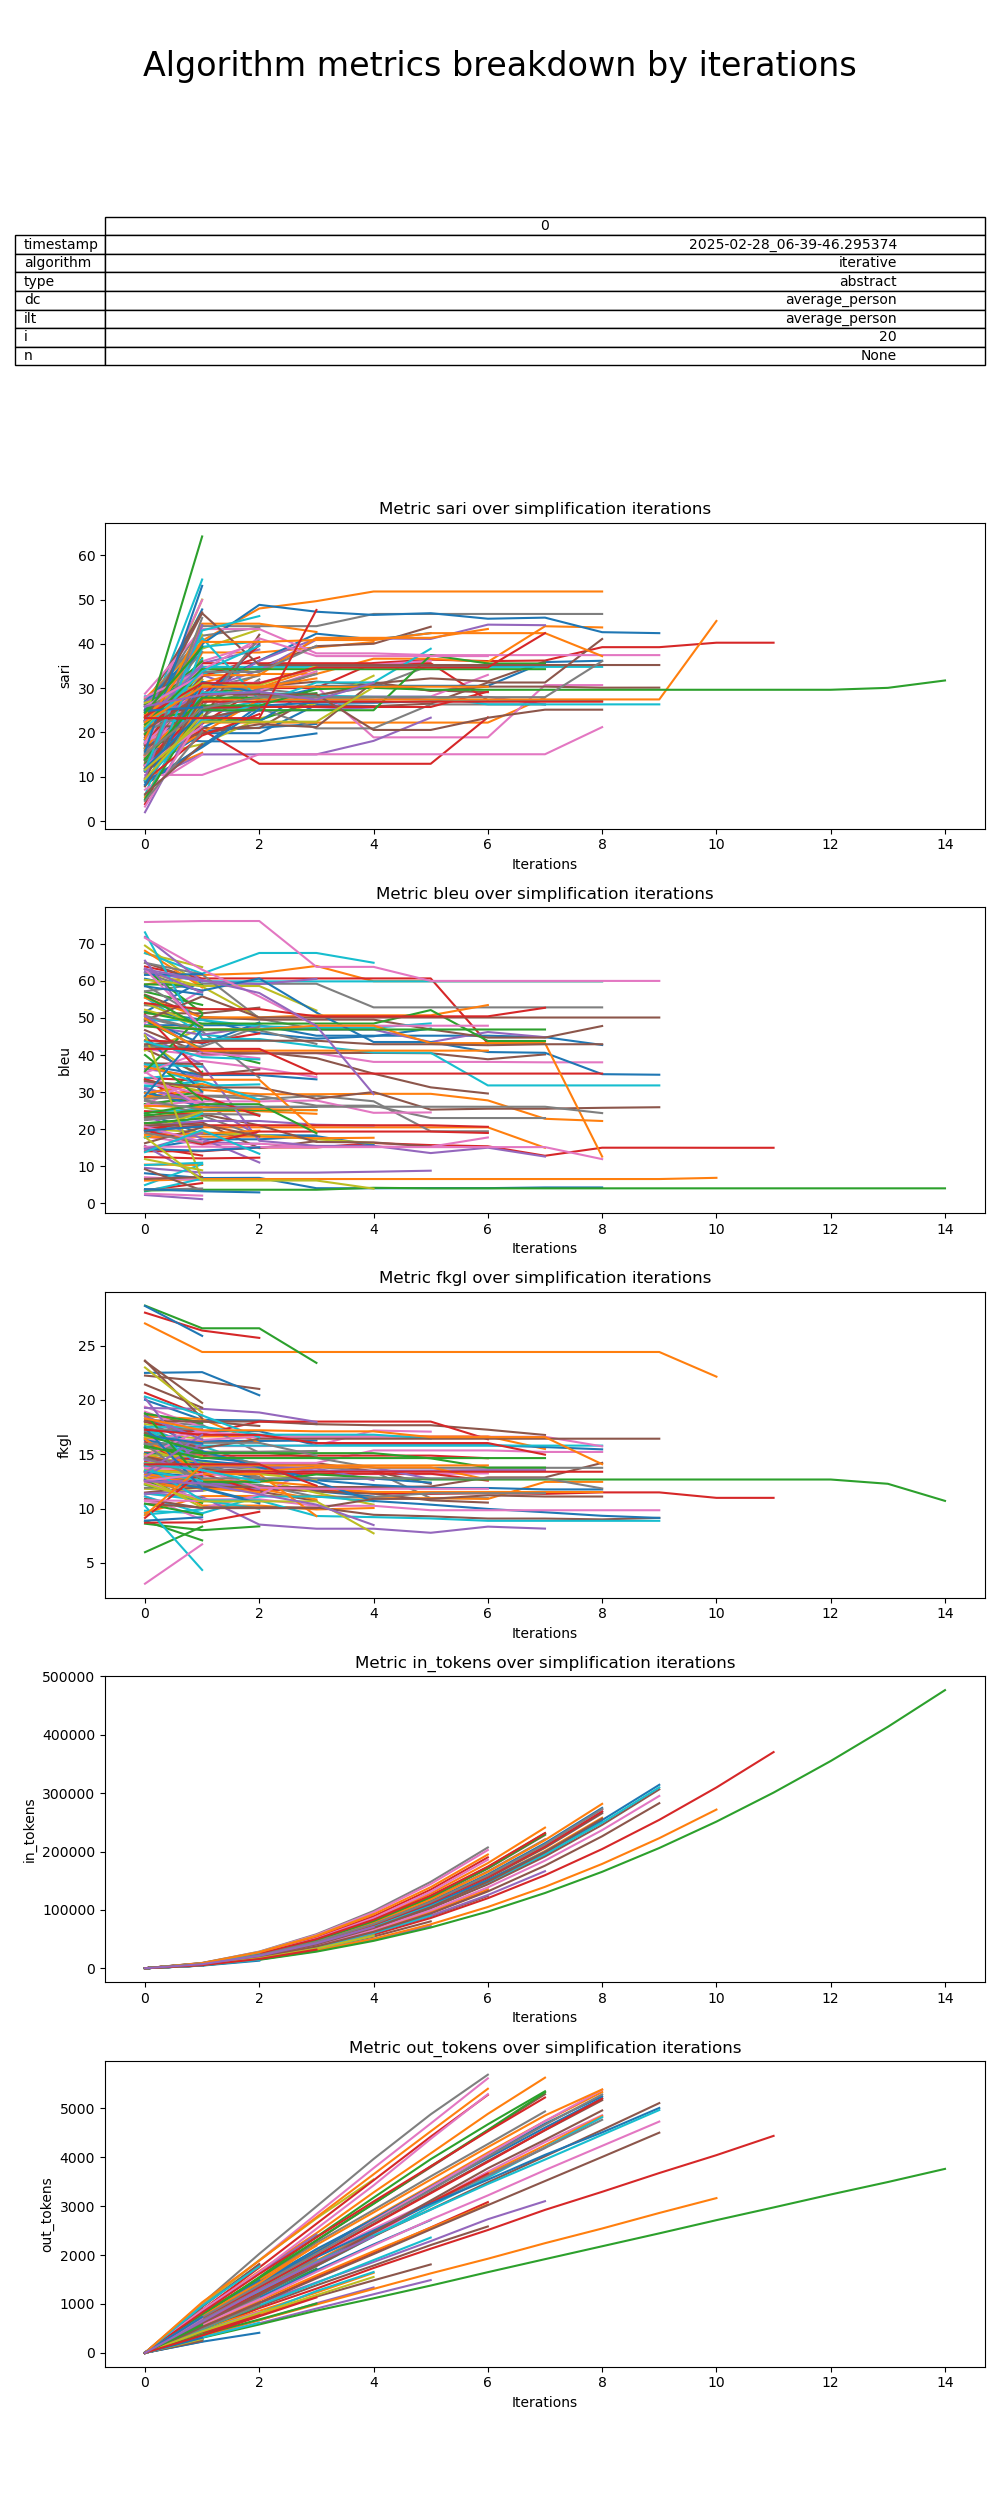 Algorithm metrics breakdown by iterations
0
timestamp 2025-02-28_06-39-46.295374
algorithm iterative
type abstract
dc average_person
ilt average_person
i 20
n None
Metric sari over simplification iterations
60
50
40
30
20
10
0
sari
0 2 4 6 8 10 12 14
Iterations
Metric bleu over simplification iterations
70
60
50
40
30
20
10
0
bleu
0 2 4 6 8 10 12 14
Iterations
Metric fkgl over simplification iterations
25
20
15
10
5
fkgl
0 2 4 6 8 10 12 14
Iterations
Metric in_tokens over simplification iterations
500000
400000
300000
200000
100000
0
in_tokens
0 2 4 6 8 10 12 14
Iterations
Metric out_tokens over simplification iterations
5000
4000
3000
2000
1000
0
out_tokens
0 2 4 6 8 10 12 14
Iterations